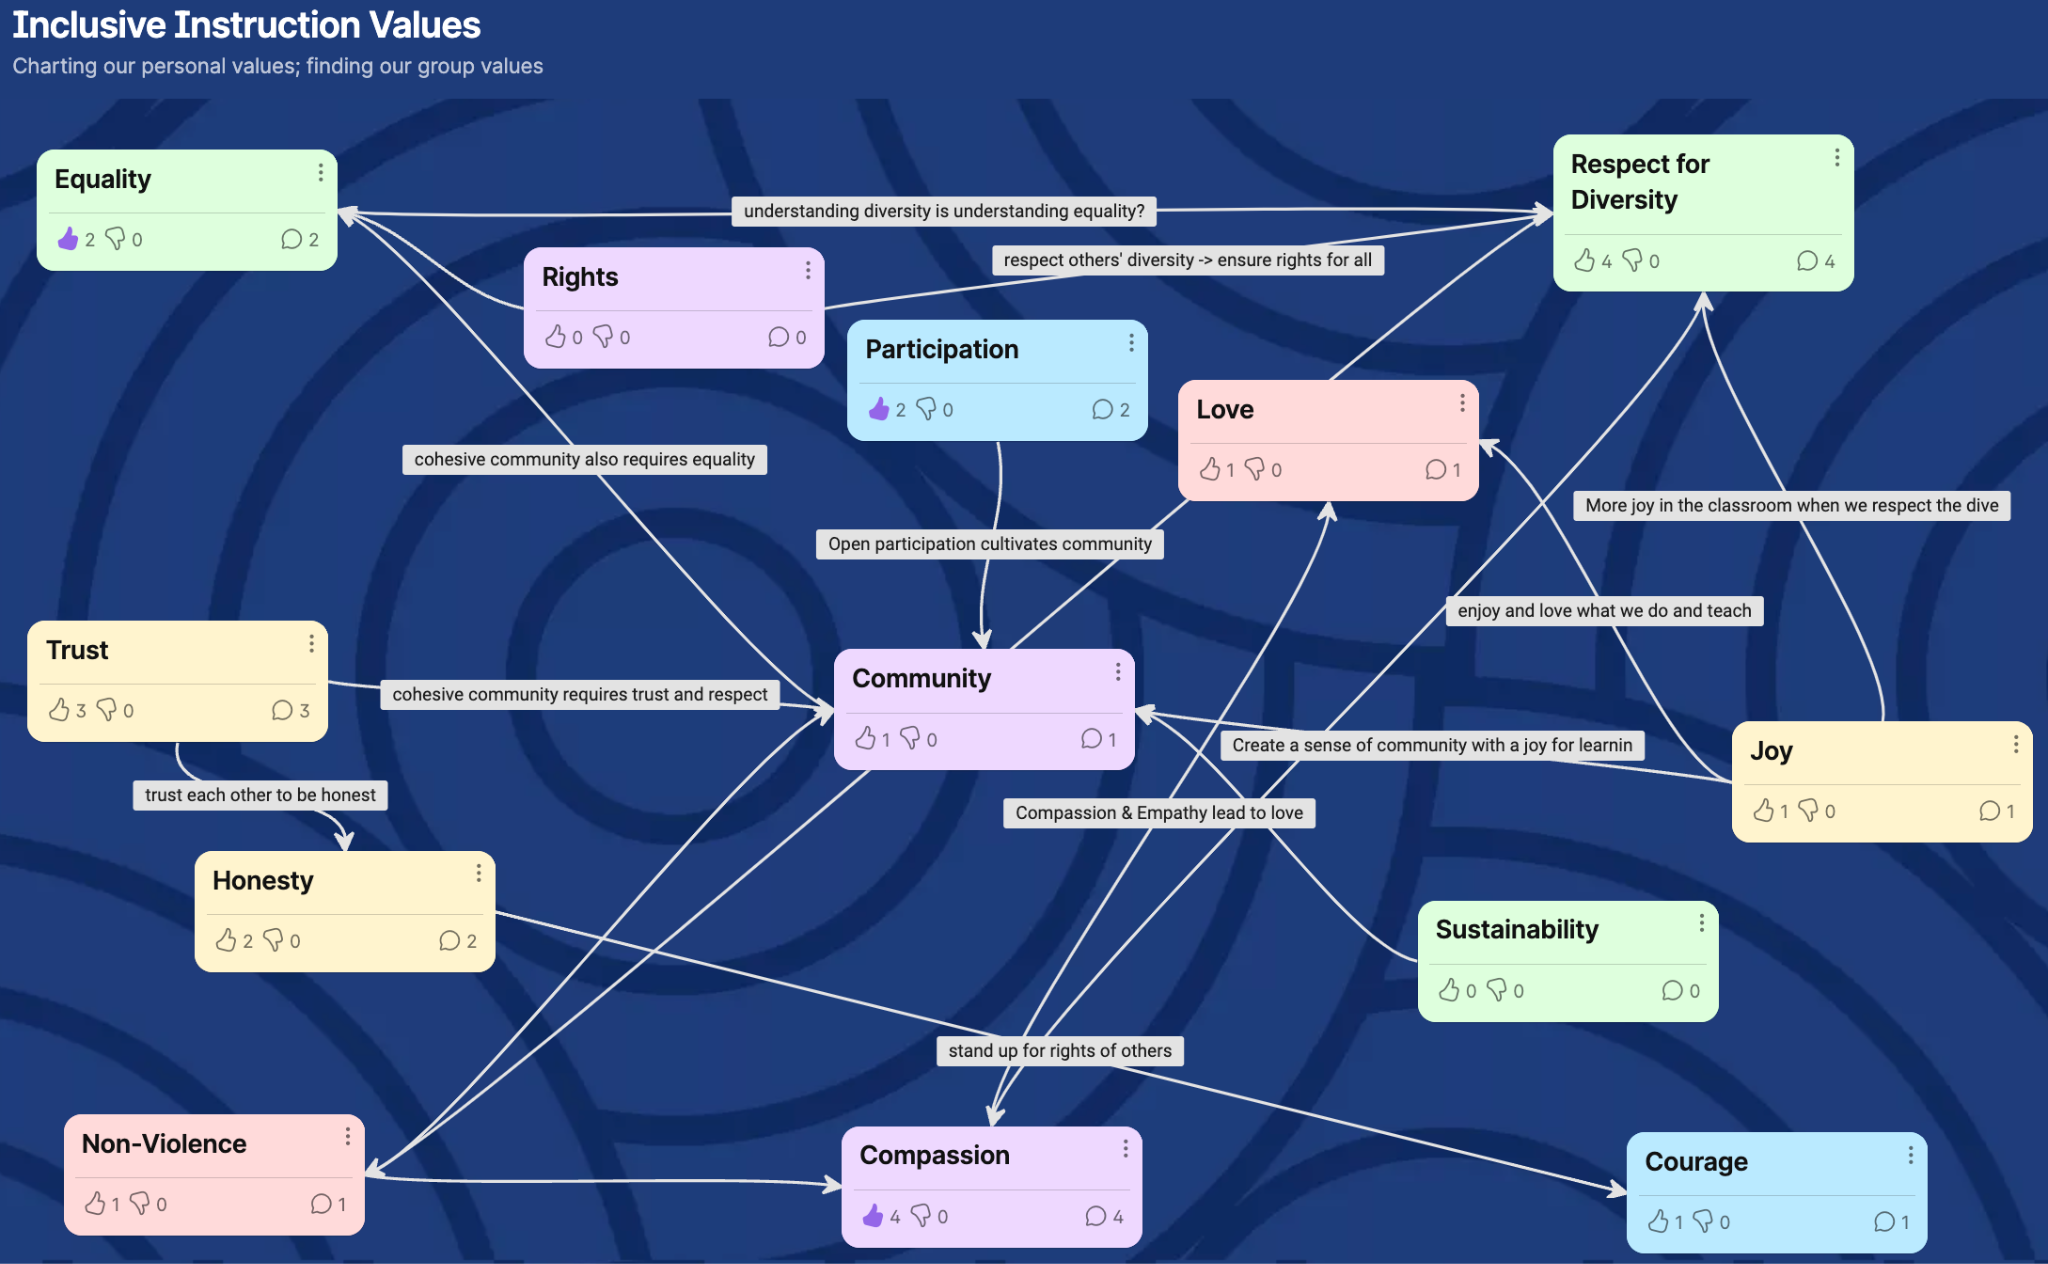 Inclusive Instruction Values
Charting our personal values; finding our group values
Equality
2 0 2
Respect for
Diversity
4 0 4
understanding diversity is understanding equality?
respect others' diversity -> ensure rights for all
Rights
0 0 0
Participation
2 0 2
Love
1 0 1
cohesive community also requires equality
More joy in the classroom when we respect the dive
Open participation cultivates community
enjoy and love what we do and teach
Trust
3 0 3
cohesive community requires trust and respect
Community
1 0 1
Create a sense of community with a joy for learnin
Joy
1 0 1
trust each other to be honest
Compassion & Empathy lead to love
Honesty
2 0 2
Sustainability
0 0 0
stand up for rights of others
Non-Violence
1 0 1
Compassion
4 0 4
Courage
1 0 1